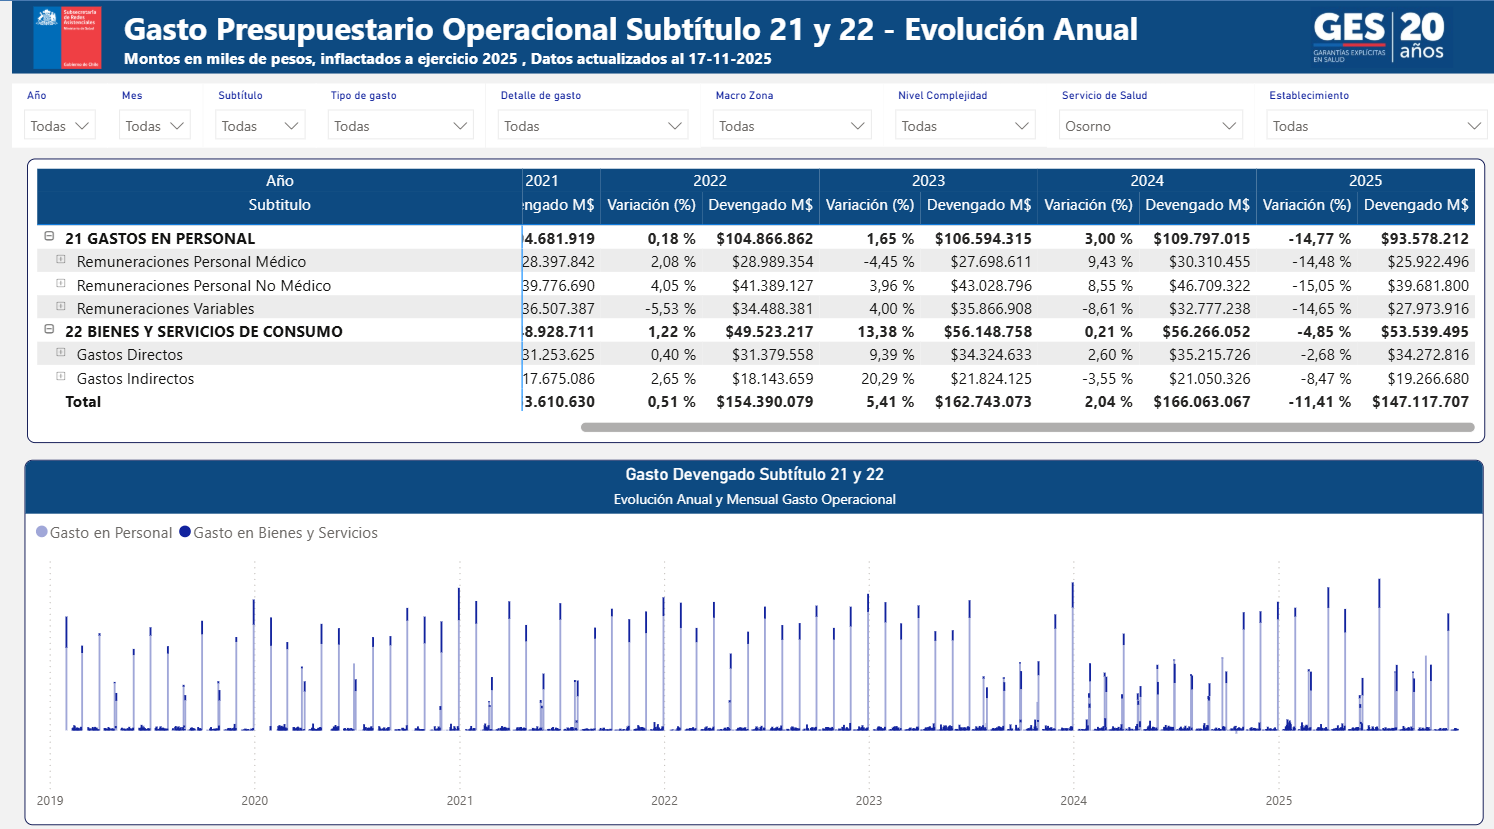 Subsecretaría
de Redes
Asistenciales
Ministerio de Salud
Gobierno de Chile
Gasto Presupuestario Operacional Subtítulo 21 y 22 - Evolución Anual
Montos en miles de pesos, inflactados a ejercicio 2025 , Datos actualizados al 17-11-2025
GES 20 años
GARANTÍAS EXPLÍCITAS
EN SALUD
Año Mes Subtítulo Tipo de gasto Detalle de gasto Macro Zona Nivel Complejidad Servicio de Salud Establecimiento
Todas Todas Todas Todas Todas Todas Todas Osorno Todas
Año 2021 2022 2023 2024 2025
Subtitulo ngado M$ Variación (%) Devengado M$ Variación (%) Devengado M$ Variación (%) Devengado M$ Variación (%) Devengado M$
21 GASTOS EN PERSONAL 4.681.919 0,18 % $104.866.862 1,65 % $106.594.315 3,00 % $109.797.015 -14,77 % $93.578.212
Remuneraciones Personal Médico 28.397.842 2,08 % $28.989.354 -4,45 % $27.698.611 9,43 % $30.310.455 -14,48 % $25.922.496
Remuneraciones Personal No Médico 39.776.690 4,05 % $41.389.127 3,96 % $43.028.796 8,55 % $46.709.322 -15,05 % $39.681.800
Remuneraciones Variables 36.507.387 -5,53 % $34.488.381 4,00 % $35.866.908 -8,61 % $32.777.238 -14,65 % $27.973.916
22 BIENES Y SERVICIOS DE CONSUMO 8.928.711 1,22 % $49.523.217 13,38 % $56.148.758 0,21 % $56.266.052 -4,85 % $53.539.495
Gastos Directos 31.253.625 0,40 % $31.379.558 9,39 % $34.324.633 2,60 % $35.215.726 -2,68 % $34.272.816
Gastos Indirectos 17.675.086 2,65 % $18.143.659 20,29 % $21.824.125 -3,55 % $21.050.326 -8,47 % $19.266.680
Total 3.610.630 0,51 % $154.390.079 5,41 % $162.743.073 2,04 % $166.063.067 -11,41 % $147.117.707
Gasto Devengado Subtítulo 21 y 22
Evolución Anual y Mensual Gasto Operacional
Gasto en Personal Gasto en Bienes y Servicios
2019 2020 2021 2022 2023 2024 2025